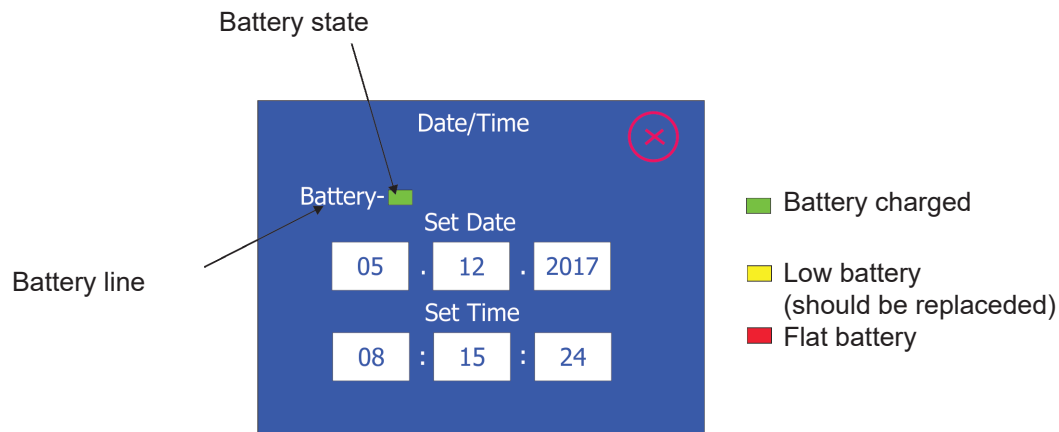 Battery state
Date/Time
Battery-
Set Date
05 . 12 . 2017
Set Time
08 : 15 : 24
Battery line
Battery charged
Low battery
(should be replaceded)
Flat battery